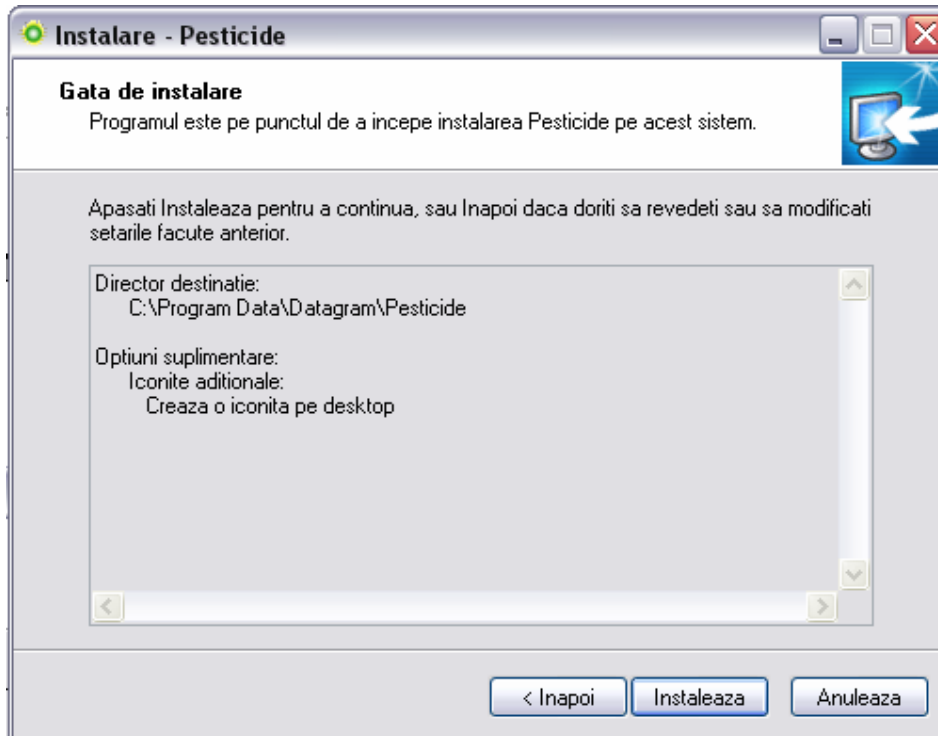 Instalare - Pesticide
Gata de instalare
Programul este pe punctul de a incepe instalarea Pesticide pe acest sistem.
Apasati Instaleaza pentru a continua, sau Inapoi daca doriti sa revedeti sau sa modificati
setarile facute anterior.
Director destinatie:
C:\Program Data\Datagram\Pesticide
Optiuni suplimentare:
Iconite aditionale:
Creaza o iconita pe desktop
< Inapoi
Instaleaza
Anuleaza